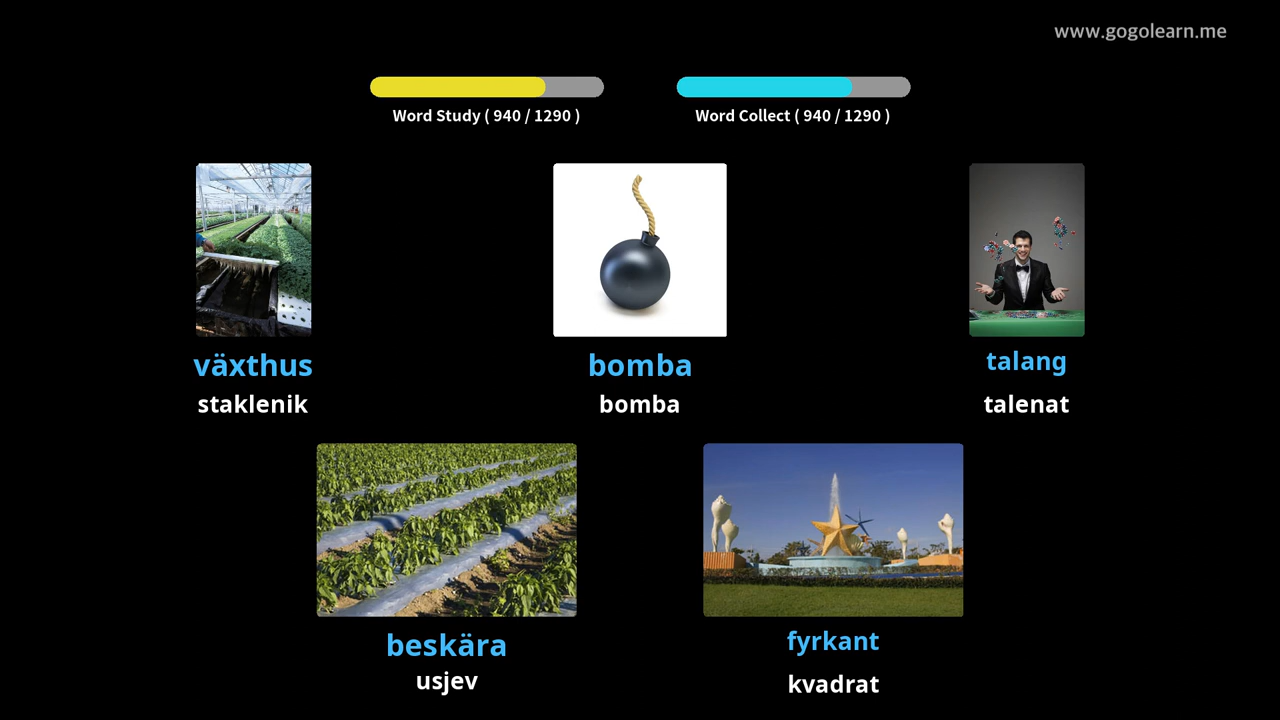 www.gogolearn.me
Word Study ( 940 / 1290 )
Word Collect ( 940 / 1290 )
växthus
staklenik
bomba
bomba
talang
talenat
beskära
usjev
fyrkant
kvadrat